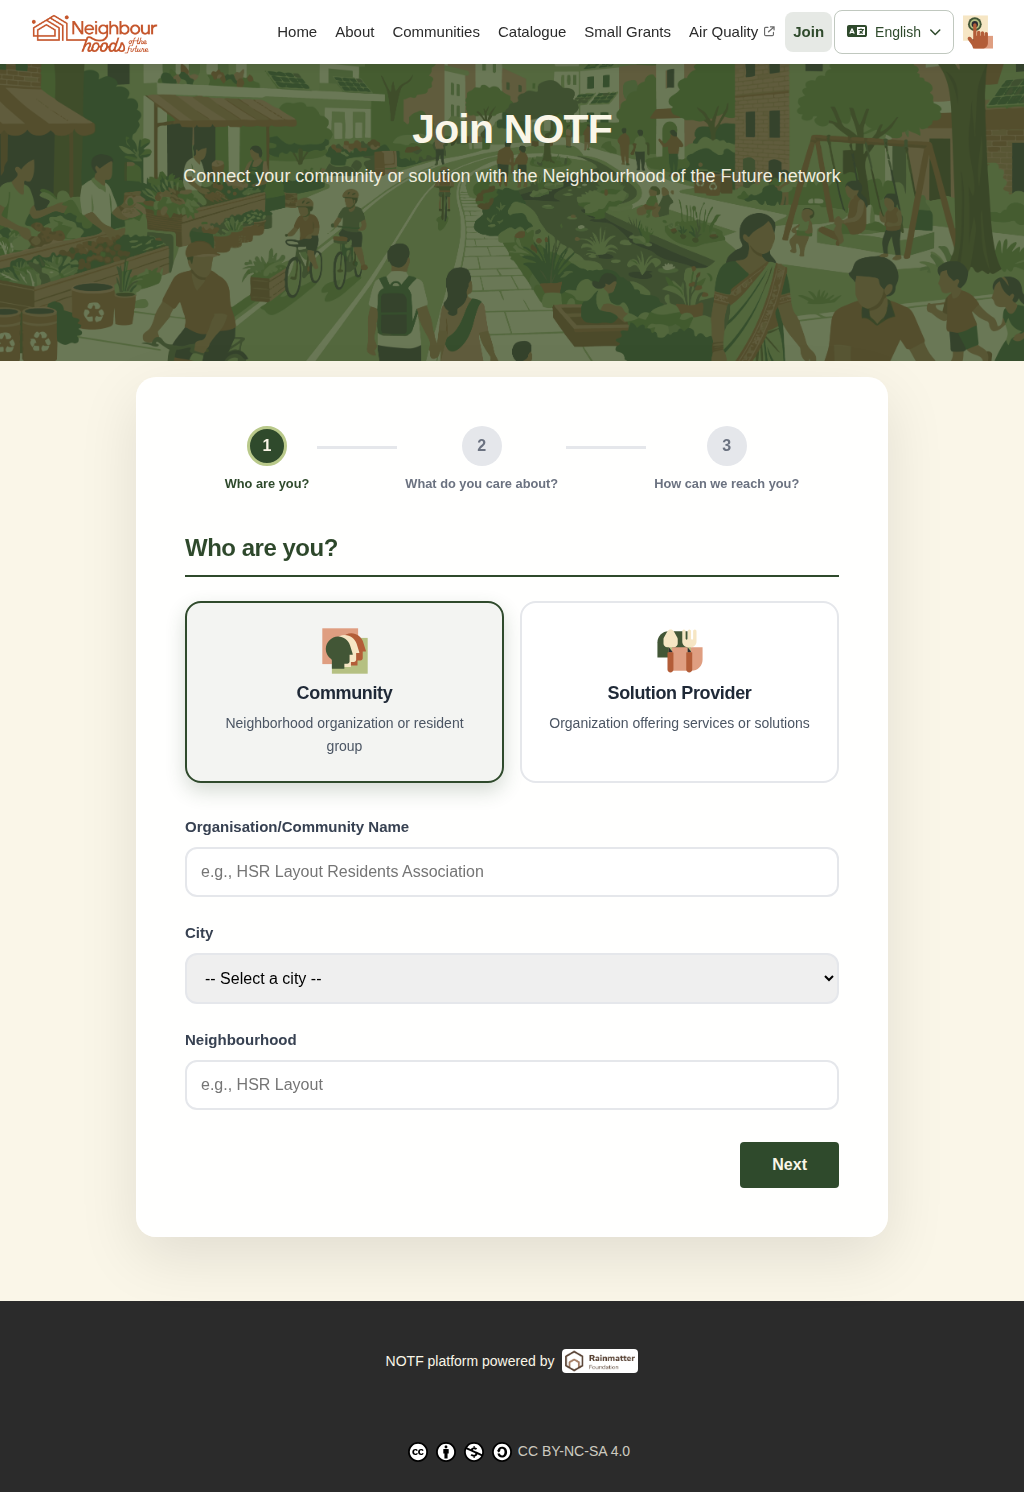 Neighbour
hoods of the Future
Home About Communities Catalogue Small Grants Air Quality Join English
Join NOTF
Connect your community or solution with the Neighbourhood of the Future network
1 2 3
Who are you? What do you care about? How can we reach you?
Who are you?
Community
Neighborhood organization or resident
group
Solution Provider
Organization offering services or solutions
Organisation/Community Name
e.g., HSR Layout Residents Association
City
-- Select a city --
Neighbourhood
e.g., HSR Layout
Next
NOTF platform powered by Rainmatter
Foundation
CC BY-NC-SA 4.0